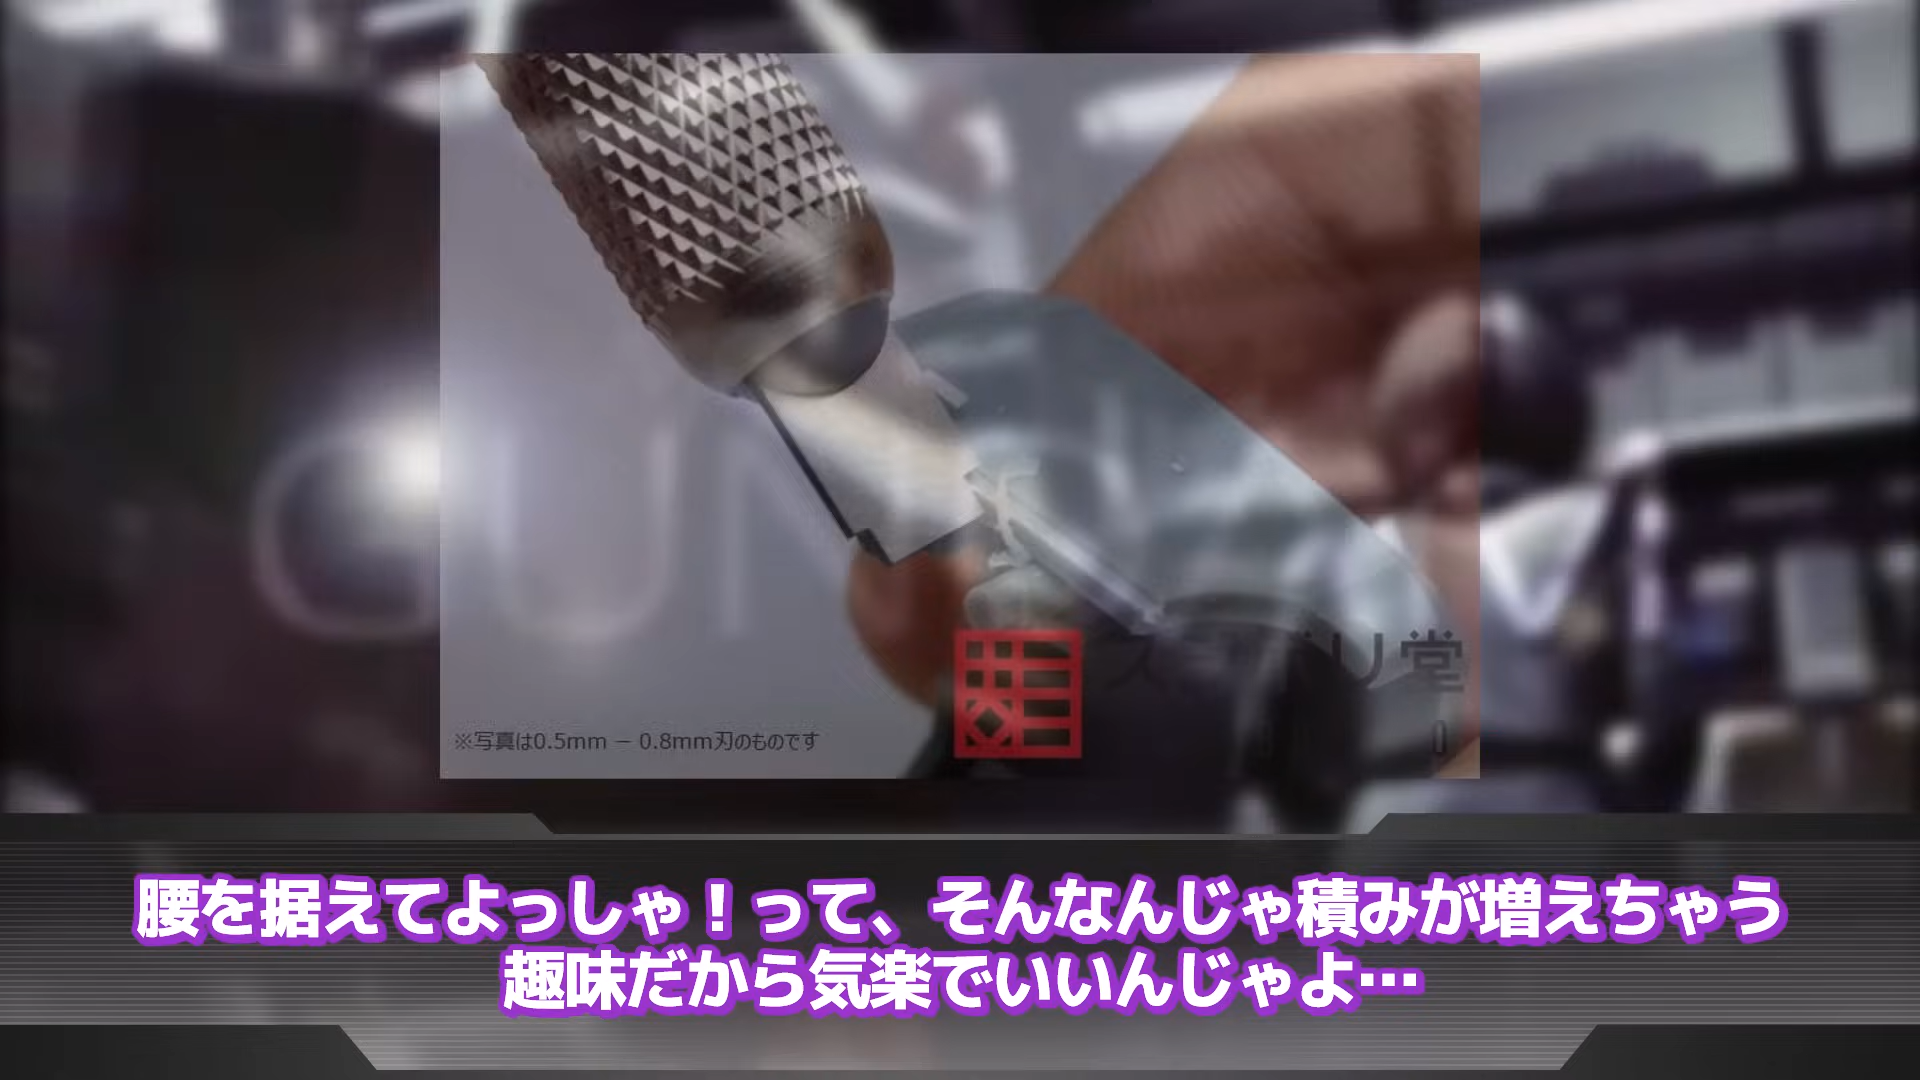 ※写真は0.5mm － 0.8mm刃のものです
腰を据えてよっしゃ！って、そんなんじゃ積みが増えちゃう
趣味だから気楽でいいんじゃよ…